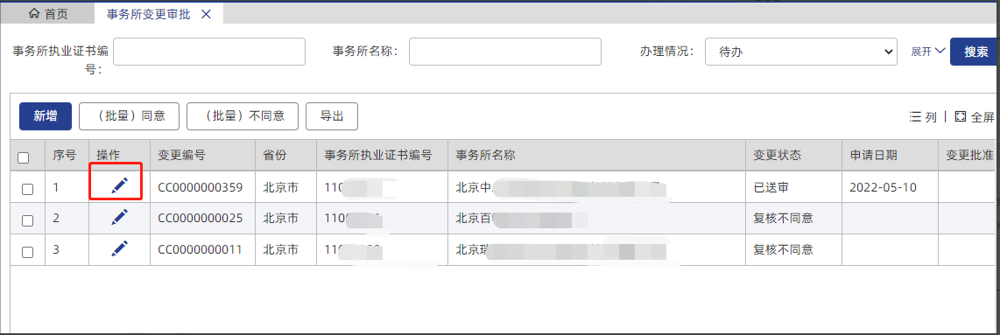 首页 事务所变更审批
事务所执业证书编号： 事务所名称： 办理情况： 待办 展开 搜索
新增 （批量）同意 （批量）不同意 导出 列 | 全屏
序号 操作 变更编号 省份 事务所执业证书编号 事务所名称 变更状态 申请日期 变更批准
1 CC0000000359 北京市 110 北京中 已送审 2022-05-10
2 CC0000000025 北京市 110 北京百 复核不同意
3 CC0000000011 北京市 110 北京瑞 复核不同意